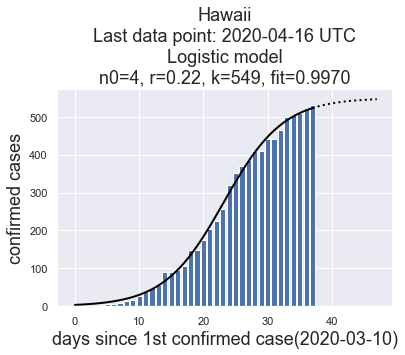 Hawaii
Last data point: 2020-04-16 UTC
Logistic model
n0=4, r=0.22, k=549, fit=0.9970
confirmed cases
500
400
300
200
100
0
0 10 20 30 40
days since 1st confirmed case(2020-03-10)